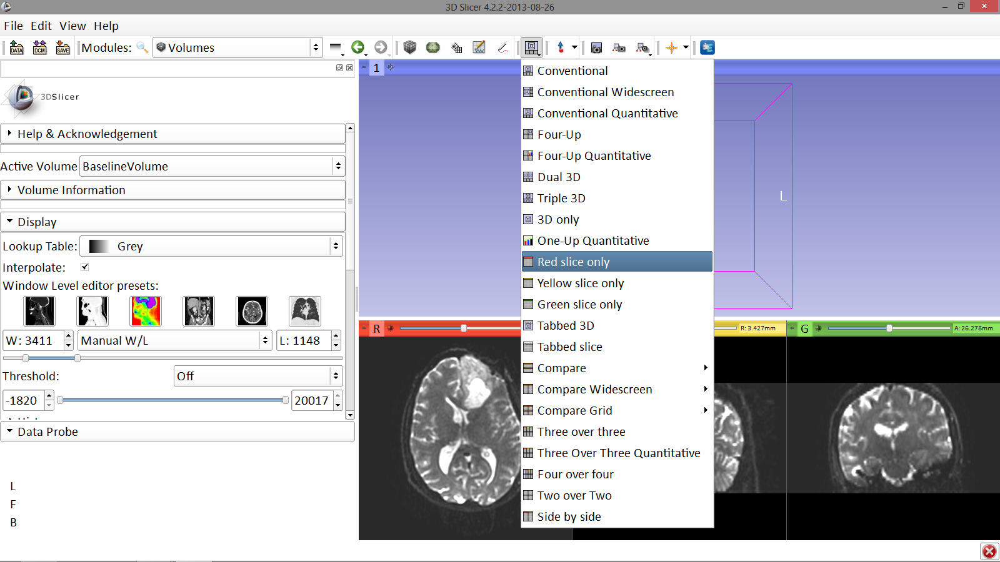 3D Slicer 4.2.2-2013-08-26
File Edit View Help
DATA DCM SAVE Modules: Volumes
1
3DSlicer
Help & Acknowledgement
Active Volume BaselineVolume
Volume Information
Display
Lookup Table: Grey
Interpolate:
Window Level editor presets:
W: 3411 Manual W/L L: 1148
Threshold: Off
-1820 20017
Data Probe
L
F
B
Conventional
Conventional Widescreen
Conventional Quantitative
Four-Up
Four-Up Quantitative
Dual 3D
Triple 3D
3D only
One-Up Quantitative
Red slice only
Yellow slice only
Green slice only
Tabbed 3D
Tabbed slice
Compare
Compare Widescreen
Compare Grid
Three over three
Three Over Three Quantitative
Four over four
Two over Two
Side by side
L
R R: 3.427mm G A: 26.278mm